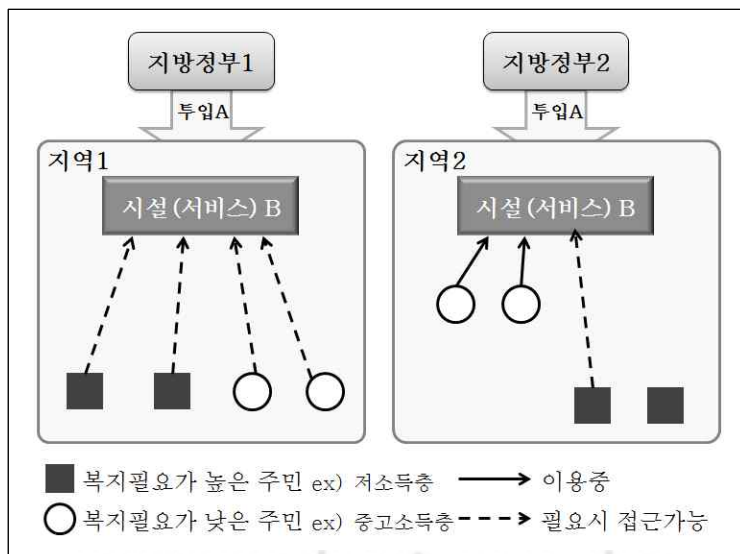 지방정부1 지방정부2
투입A 투입A
지역1 지역2
시설(서비스) B 시설(서비스) B
복지필요가 높은 주민 ex) 저소득층 이용중
복지필요가 낮은 주민 ex) 중고소득층 필요시 접근가능